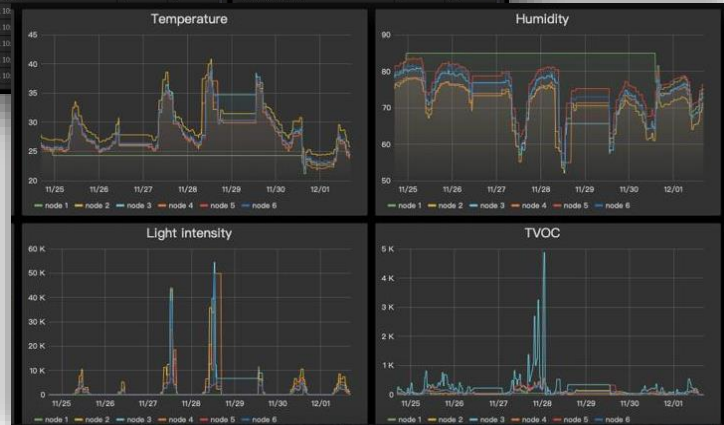 10
10
10
10
10
10
Temperature
45
40
35
30
25
20
11/25 11/26 11/27 11/28 11/29 11/30 12/01
node 1 node 2 node 3 node 4 node 5 node 6
Humidity
90
80
70
60
50
11/25 11/26 11/27 11/28 11/29 11/30 12/01
node 1 node 2 node 3 node 4 node 5 node 6
Light intensity
60 K
50 K
40 K
30 K
20 K
10 K
0
11/25 11/26 11/27 11/28 11/29 11/30 12/01
node 1 node 2 node 3 node 4 node 5 node 6
TVOC
5 K
4 K
3 K
2 K
1 K
0
11/25 11/26 11/27 11/28 11/29 11/30 12/01
node 1 node 2 node 3 node 4 node 5 node 6